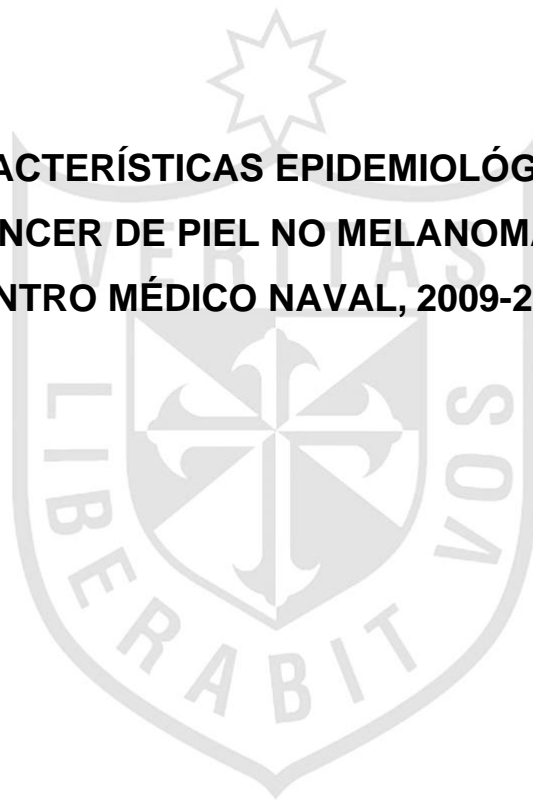 ACTERÍSTICAS EPIDEMIOLÓG
NCER DE PIEL NO MELANOMA
NTRO MÉDICO NAVAL, 2009-2
VERITAS
LIBERABIT VOS